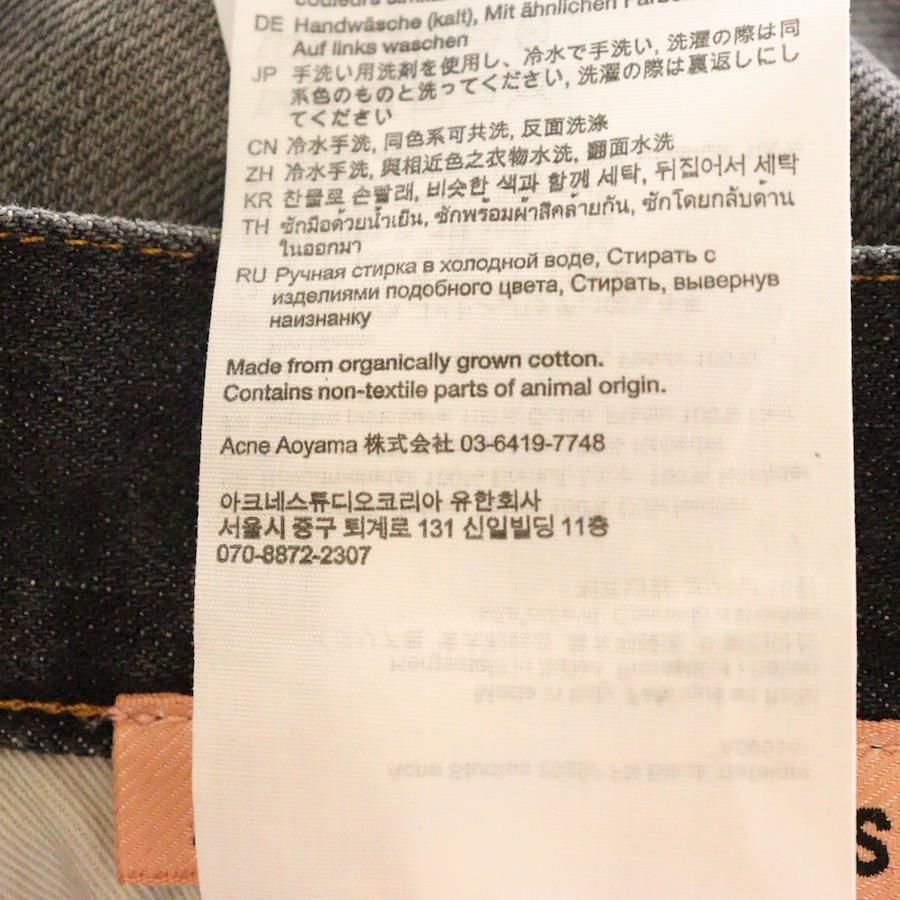 couleurs
DE Handwäsche (kalt), Mit ähnlichen
Auf links waschen
JP 手洗い用洗剤を使用し、冷水で手洗い, 洗濯の際は同
系色のものと洗ってください, 洗濯の際は裏返しにし
てください
CN 冷水手洗, 同色系可共洗, 反面洗涤
ZH 冷水手洗, 與相近色之衣物水洗, 翻面水洗
KR 찬물로 손빨래, 비슷한 색과 함께 세탁, 뒤집어서 세탁
TH ซักมือด้วยน้ำเย็น, ซักพร้อมผ้าสีคล้ายกัน, ซักโดยกลับด้าน
ในออกมา
RU Ручная стирка в холодной воде, Стирать с
изделиями подобного цвета, Стирать, вывернув
наизнанку
Made from organically grown cotton.
Contains non-textile parts of animal origin.
Acne Aoyama 株式会社 03-6419-7748
아크네스튜디오코리아 유한회사
서울시 중구 퇴계로 131 신일빌딩 11층
070-8872-2307
S